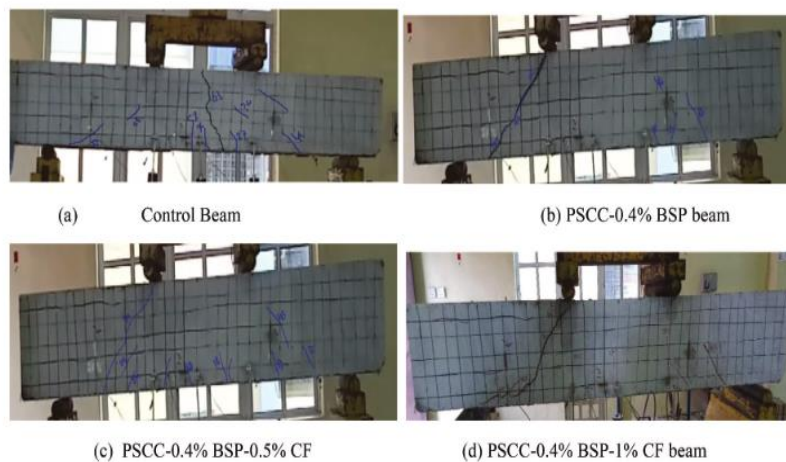 (a) Control Beam
(b) PSCC-0.4% BSP beam
(c) PSCC-0.4% BSP-0.5% CF
(d) PSCC-0.4% BSP-1% CF beam